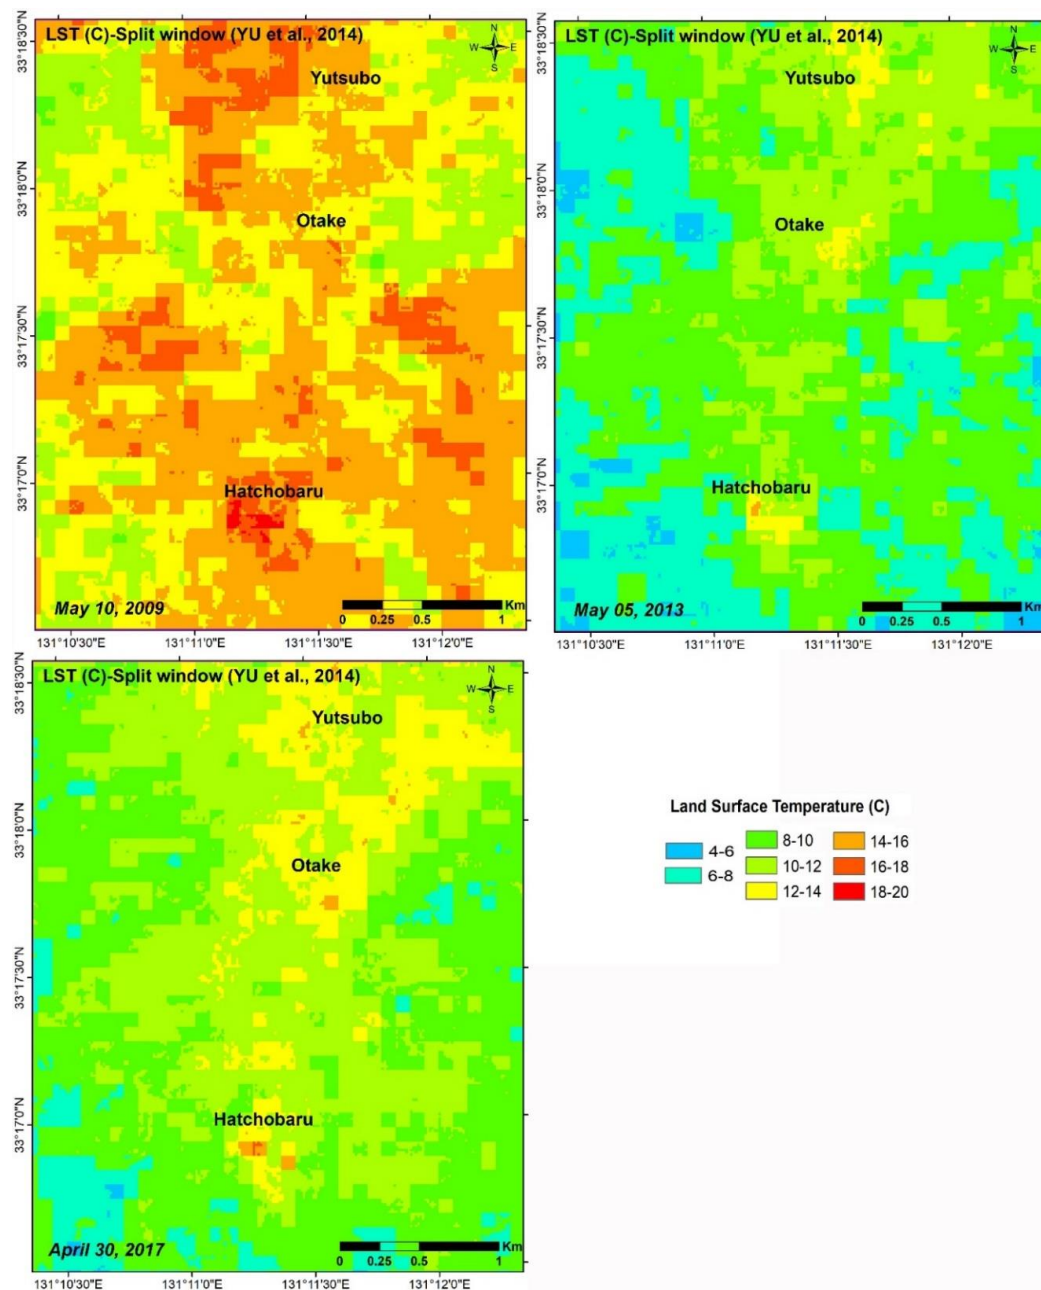 LST (C)-Split window (YU et al., 2014)
N
W E
S
Yutsubo
Otake
Hatchobaru
May 10, 2009
Km
0 0.25 0.5 1
33°18'30"N
33°18'0"N
33°17'30"N
33°17'0"N
131°10'30"E 131°11'0"E 131°11'30"E 131°12'0"E
LST (C)-Split window (YU et al., 2014)
N
W E
S
Yutsubo
Otake
Hatchobaru
May 05, 2013
Km
0 0.25 0.5 1
33°18'30"N
33°18'0"N
33°17'30"N
33°17'0"N
131°10'30"E 131°11'0"E 131°11'30"E 131°12'0"E
LST (C)-Split window (YU et al., 2014)
N
W E
S
Yutsubo
Otake
Hatchobaru
April 30, 2017
Km
0 0.25 0.5 1
33°18'30"N
33°18'0"N
33°17'30"N
33°17'0"N
131°10'30"E 131°11'0"E 131°11'30"E 131°12'0"E
Land Surface Temperature (C)
4-6
6-8
8-10
10-12
12-14
14-16
16-18
18-20